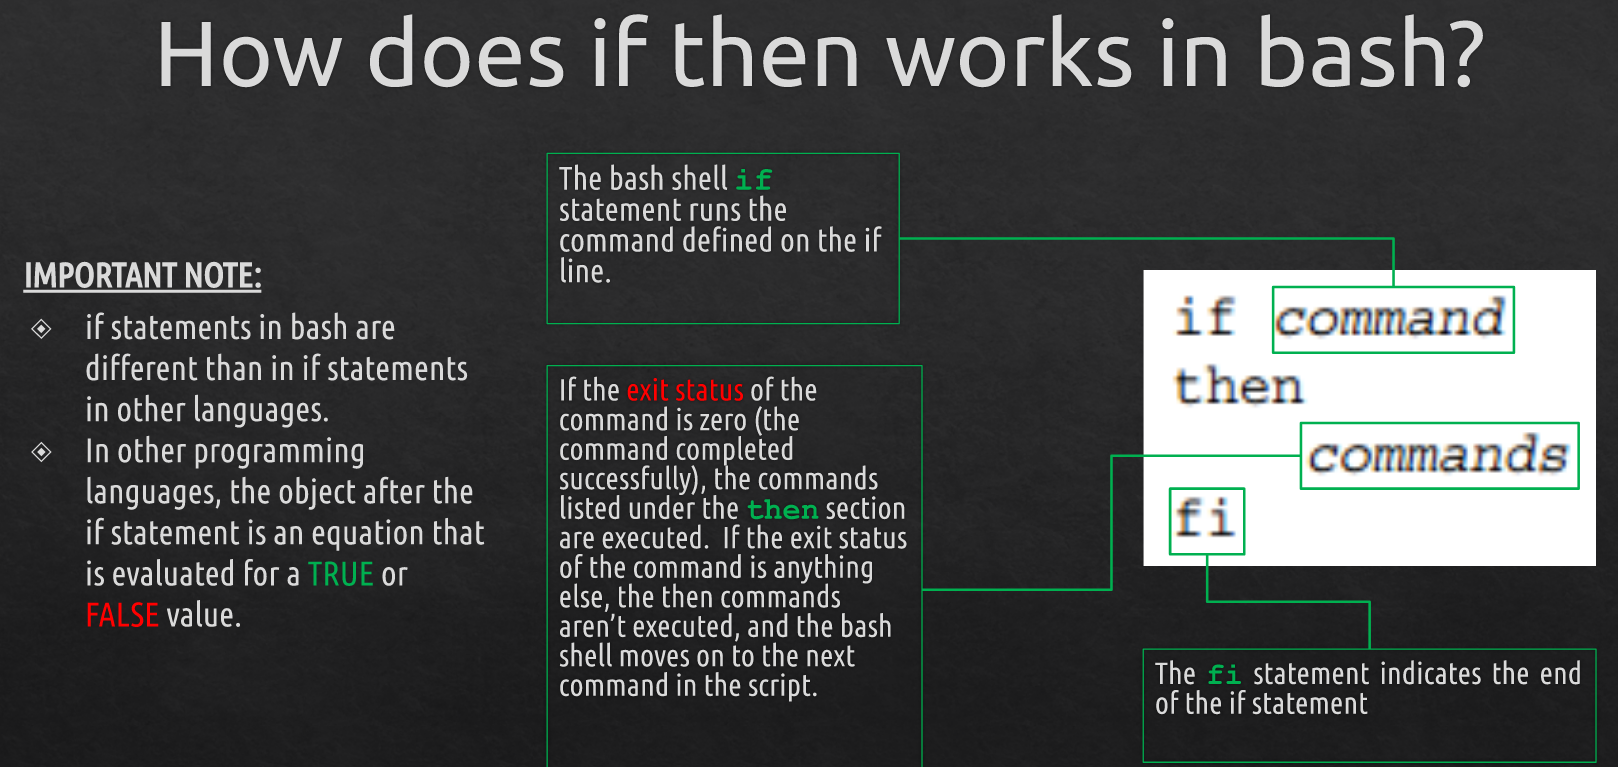 How does if then works in bash?
IMPORTANT NOTE:
if statements in bash are
different than in if statements
in other languages.
In other programming
languages, the object after the
if statement is an equation that
is evaluated for a TRUE or
FALSE value.
The bash shell if
statement runs the
command defined on the if
line.
If the exit status of the
command is zero (the
command completed
successfully), the commands
listed under the then section
are executed. If the exit status
of the command is anything
else, the then commands
aren't executed, and the bash
shell moves on to the next
command in the script.
if command
then
commands
fi
The fi statement indicates the end
of the if statement